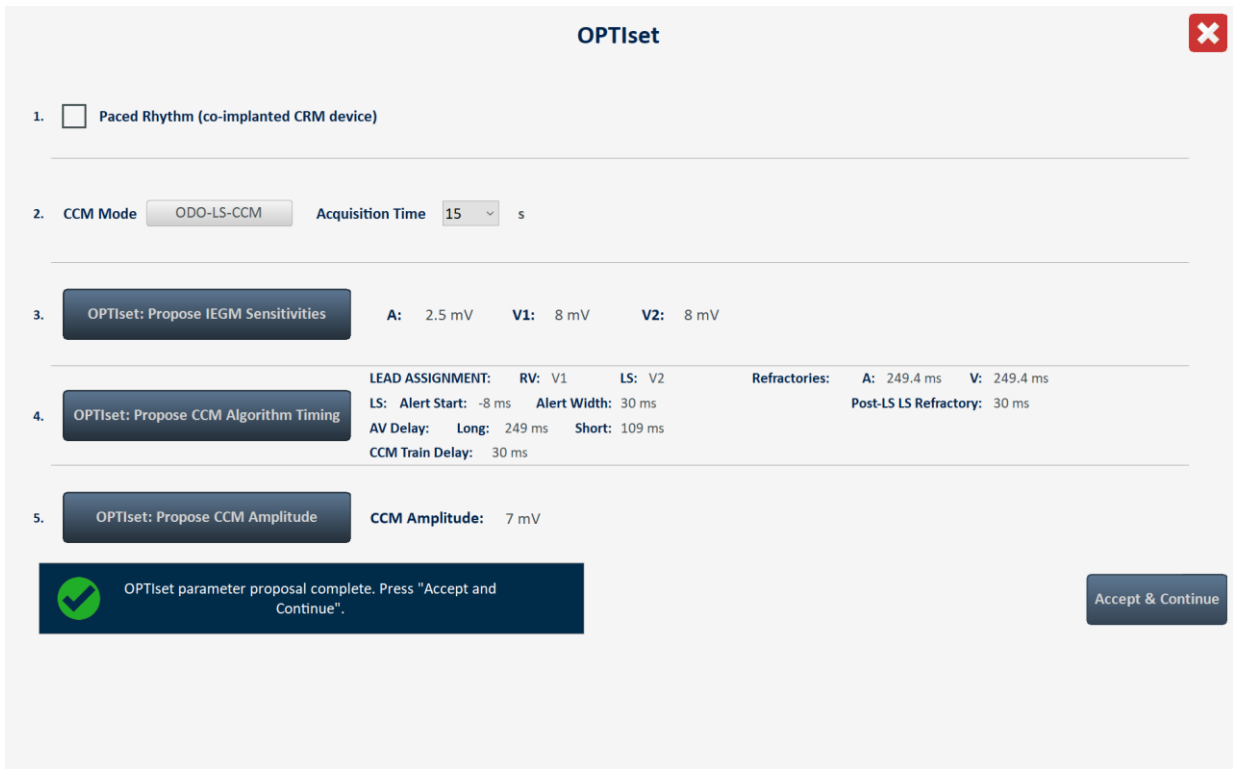 OPTIset
1. Paced Rhythm (co-implanted CRM device)
2. CCM Mode ODO-LS-CCM Acquisition Time 15 s
3. OPTIset: Propose IEGM Sensitivities A: 2.5 mV V1: 8 mV V2: 8 mV
LEAD ASSIGNMENT: RV: V1 LS: V2 Refractories: A: 249.4 ms V: 249.4 ms
LS: Alert Start: -8 ms Alert Width: 30 ms Post-LS LS Refractory: 30 ms
4. OPTIset: Propose CCM Algorithm Timing
AV Delay: Long: 249 ms Short: 109 ms
CCM Train Delay: 30 ms
5. OPTIset: Propose CCM Amplitude CCM Amplitude: 7 mV
OPTIset parameter proposal complete. Press "Accept and
Continue".
Accept & Continue